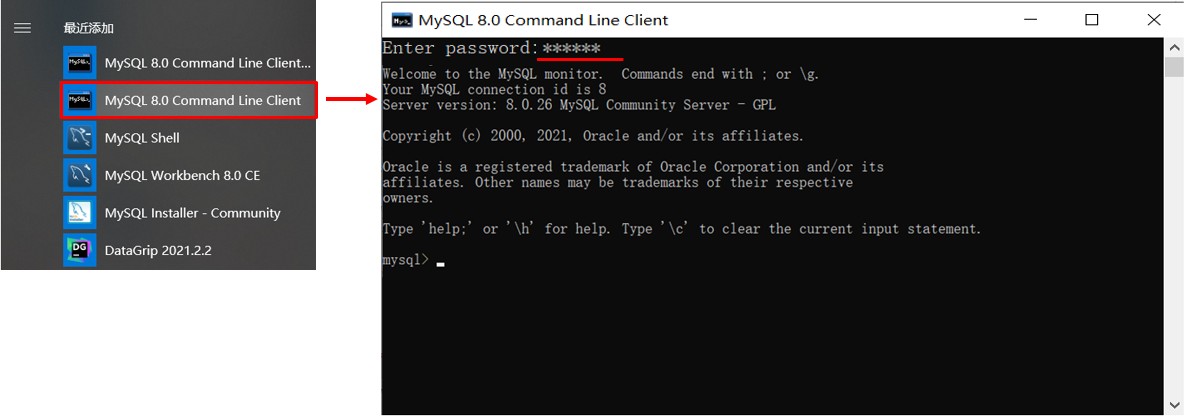 最近添加
MySQL 8.0 Command Line Client...
MySQL 8.0 Command Line Client
MySQL Shell
MySQL Workbench 8.0 CE
MySQL Installer - Community
DataGrip 2021.2.2
MySQL 8.0 Command Line Client
Enter password:******
Welcome to the MySQL monitor.  Commands end with ; or \g.
Your MySQL connection id is 8
Server version: 8.0.26 MySQL Community Server - GPL
Copyright (c) 2000, 2021, Oracle and/or its affiliates.
Oracle is a registered trademark of Oracle Corporation and/or its
affiliates. Other names may be trademarks of their respective
owners.
Type 'help;' or '\h' for help. Type '\c' to clear the current input statement.
mysql>